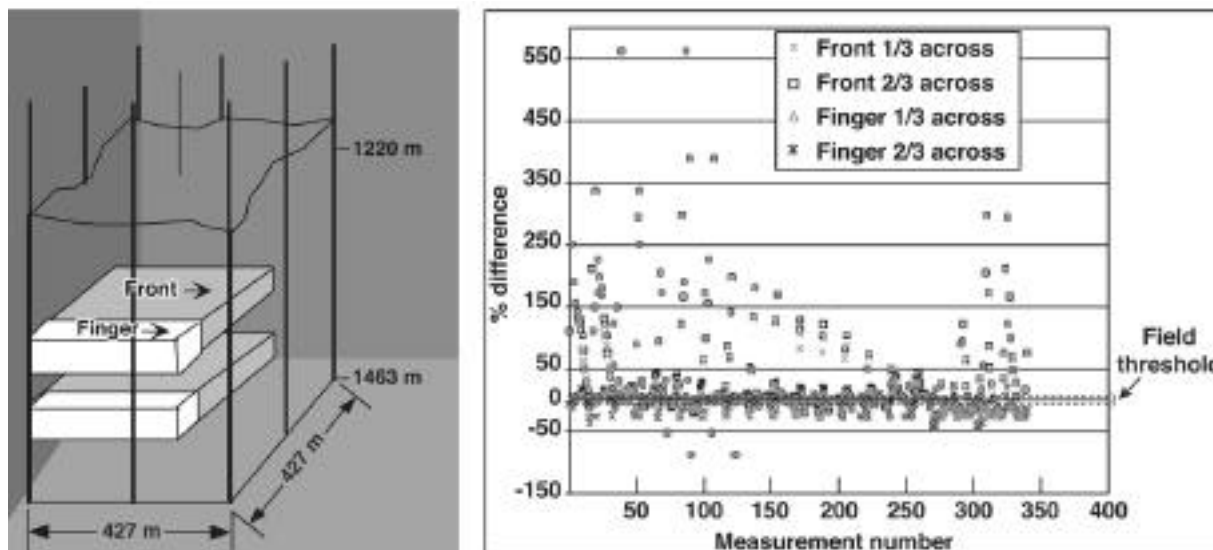 1220 m
Front
Finger
1463 m
427 m
427 m
% difference
550
450
350
250
150
50
0
-50
-150
50 100 150 200 250 300 350 400
Measurement number
Front 1/3 across
Front 2/3 across
Finger 1/3 across
Finger 2/3 across
Field
threshold